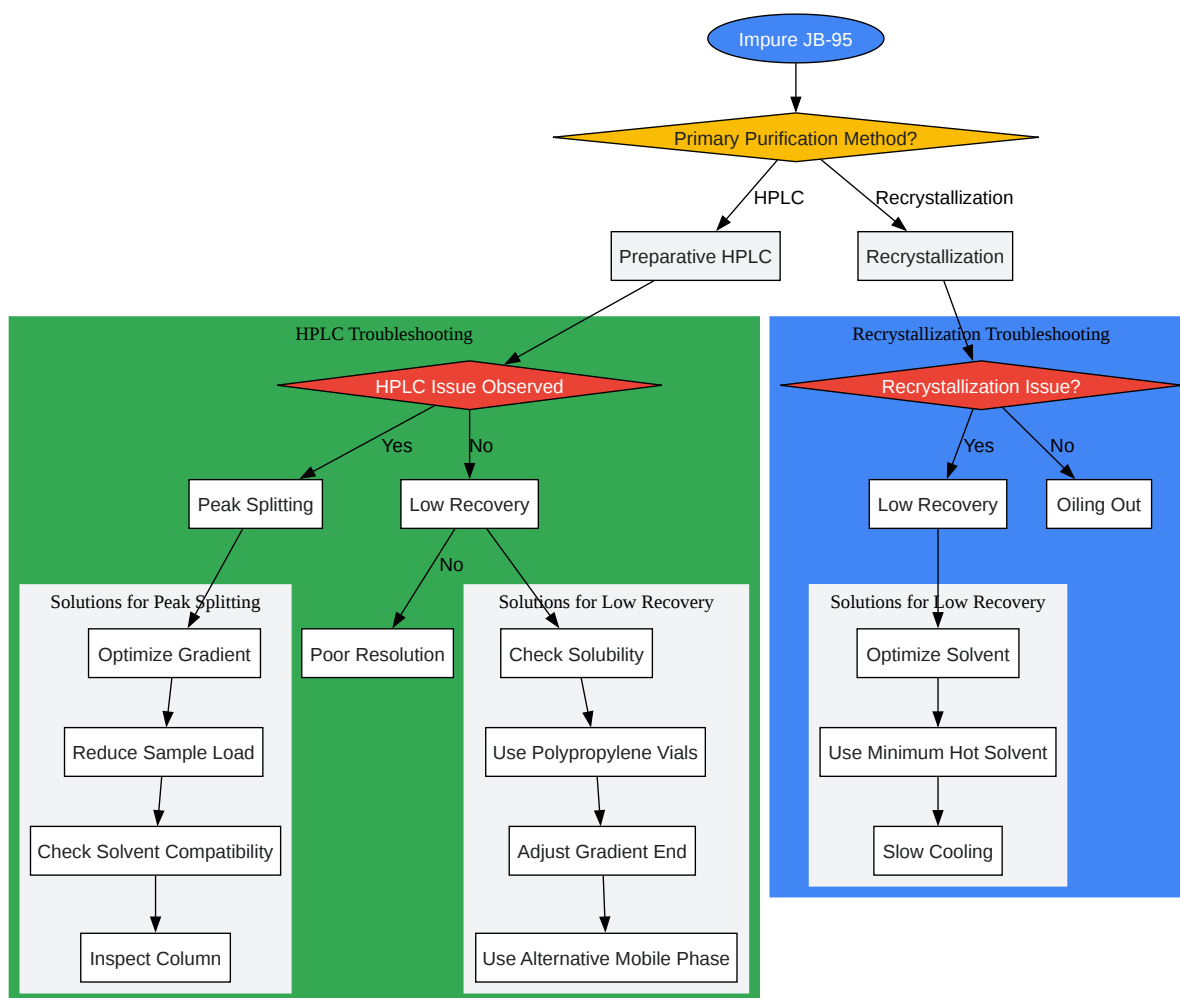 Impure JB-95
Primary Purification Method?
HPLC
Recrystallization
Preparative HPLC
Recrystallization
HPLC Troubleshooting
Recrystallization Troubleshooting
HPLC Issue Observed
Recrystallization Issue?
Yes
No
Yes
No
Peak Splitting
Low Recovery
Low Recovery
Oiling Out
No
Solutions for Peak Splitting
Solutions for Low Recovery
Solutions for Low Recovery
Optimize Gradient
Poor Resolution
Check Solubility
Optimize Solvent
Reduce Sample Load
Use Polypropylene Vials
Use Minimum Hot Solvent
Check Solvent Compatibility
Adjust Gradient End
Slow Cooling
Inspect Column
Use Alternative Mobile Phase